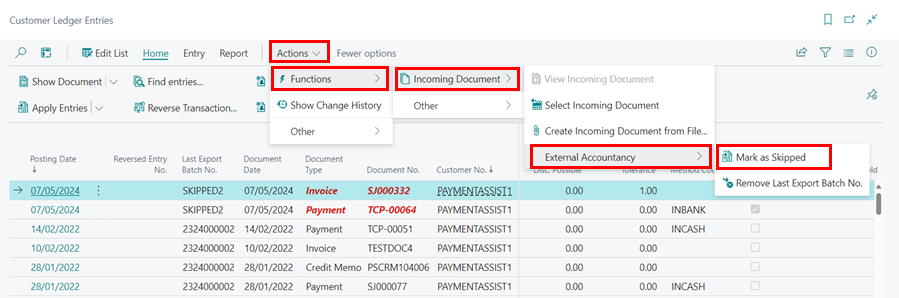 Customer Ledger Entries
Edit List Home Entry Report Actions Fewer options
Show Document Find entries... Functions Incoming Document View Incoming Document
Apply Entries Reverse Transaction... Show Change History Other Select Incoming Document
Other Create Incoming Document from File...
External Accountancy Mark as Skipped
Remove Last Export Batch No.
Posting Date ↓ Reversed Entry No. Last Export Batch No. Document Date Document Type Document No. Customer No. ↓ Disc. Possible Tolerance Method
07/05/2024 SKIPPED2 07/05/2024 Invoice SJ000332 PAYMENTASSIST1 0.00 1.00
07/05/2024 SKIPPED2 07/05/2024 Payment TCP-00064 PAYMENTASSIST1 0.00 0.00 INBANK
14/02/2022 2324000002 14/02/2022 Payment TCP-00051 PAYMENTASSIST1 0.00 0.00 INCASH
10/02/2022 2324000002 10/02/2022 Invoice TESTDOC4 PAYMENTASSIST1 0.00 0.00
28/01/2022 2324000002 28/01/2022 Credit Memo PSCRM104006 PAYMENTASSIST1 0.00 0.00
28/01/2022 2324000002 28/01/2022 Invoice SJ000077 PAYMENTASSIST1 0.00 0.00 INCASH